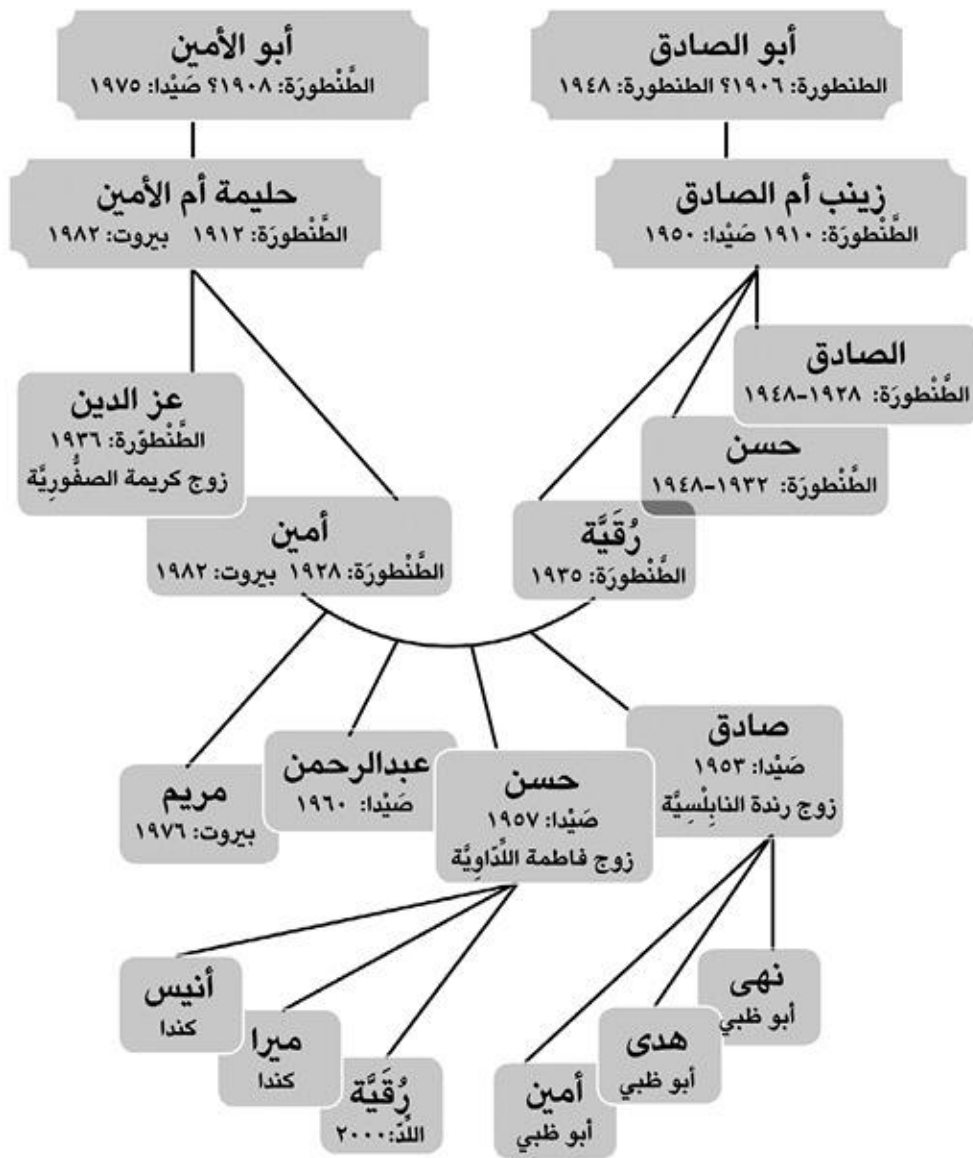 أبو الصادق
الطنطورة: ١٩٠٦؟ الطنطورة: ١٩٤٨
أبو الأمين
الطَّنْطورَة: ١٩٠٨؟ صَيْدا: ١٩٧٥
زينب أم الصادق
الطَّنْطورَة: ١٩١٠ صَيْدا: ١٩٥٠
حليمة أم الأمين
الطَّنْطورَة: ١٩١٢ بيروت: ١٩٨٢
الصادق
الطَّنْطورَة: ١٩٢٨-١٩٤٨
حسن
الطَّنْطورَة: ١٩٣٢-١٩٤٨
رُقَيَّة
الطَّنْطورَة: ١٩٣٥
عز الدين
الطَّنْطوّرة: ١٩٣٦
زوج كريمة الصفُّورِيَّة
أمين
الطَّنْطورَة: ١٩٢٨ بيروت: ١٩٨٢
صادق
صَيْدا: ١٩٥٣
زوج رندة النابِلْسِيَّة
حسن
صَيْدا: ١٩٥٧
زوج فاطمة اللَّدّاوِيَّة
عبدالرحمن
صَيْدا: ١٩٦٠
مريم
بيروت: ١٩٧٦
نهى
أبو ظبي
هدى
أبو ظبي
أمين
أبو ظبي
رُقَيَّة
اللُّدّ:٢٠٠٠
ميرا
كندا
أنيس
كندا